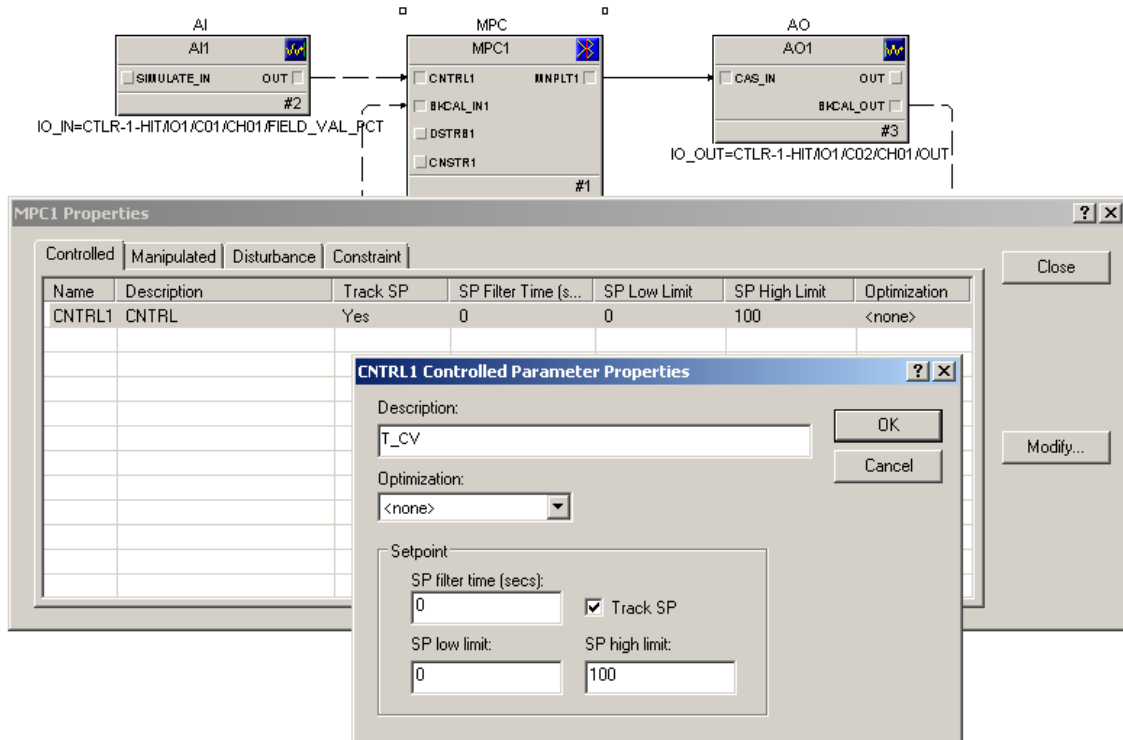 AI MPC AO
AI1 MPC1 AO1
SIMULATE_IN OUT CNTRL1 MNPLT1 CAS_IN OUT
#2 BKCAL_IN1 BKCAL_OUT
IO_IN=CTLR-1-HIT/IO1/C01/CH01/FIELD_VAL_PCT DSTRB1 #3
CNSTR1 IO_OUT=CTLR-1-HIT/IO1/C02/CH01/OUT
#1
MPC1 Properties
Controlled Manipulated Disturbance Constraint
Close
Name Description Track SP SP Filter Time (s... SP Low Limit SP High Limit Optimization
CNTRL1 CNTRL Yes 0 0 100 <none>
CNTRL1 Controlled Parameter Properties
Description:
OK
T_CV
Modify...
Cancel
Optimization:
<none>
Setpoint
SP filter time (secs):
0 Track SP
SP low limit: SP high limit:
0 100